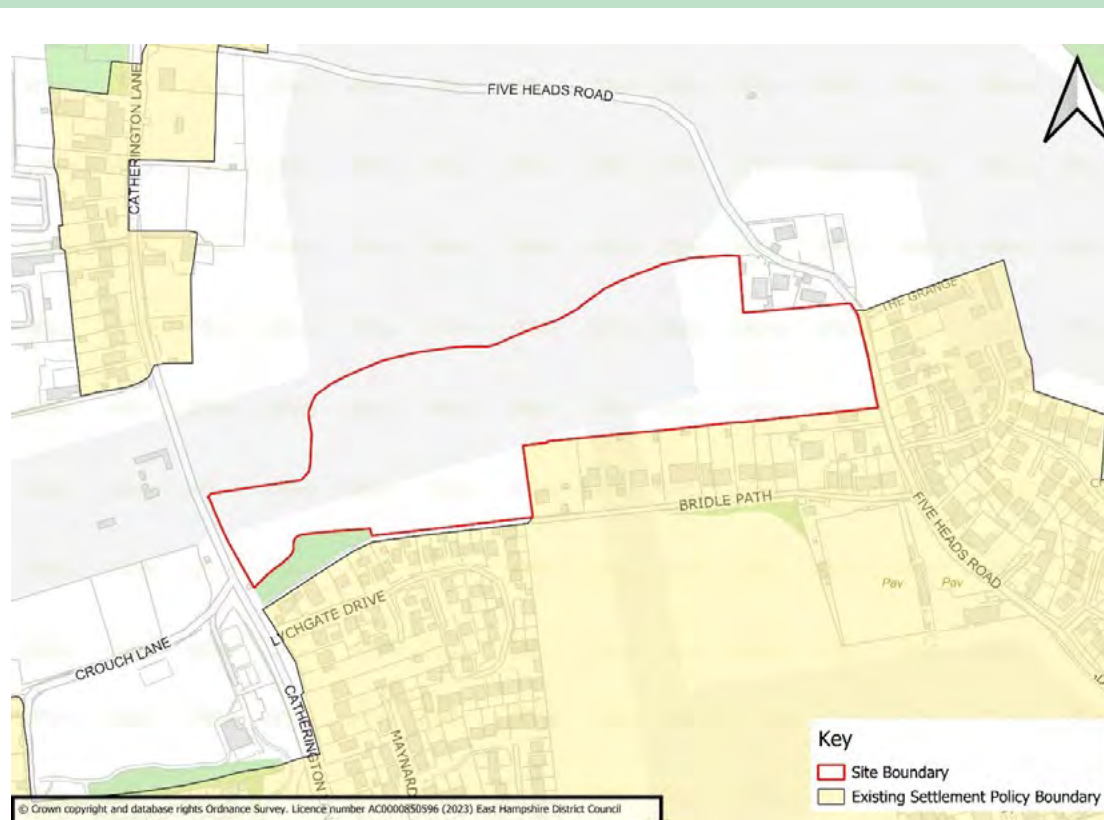 FIVE HEADS ROAD
CATHERINGTON LANE
THE GRANGE
BRIDLE PATH
FIVE HEADS ROAD
Pav
Pav
LYCHGATE DRIVE
CROUCH LANE
CATHERINGTON
MAYNARD
Key
Site Boundary
Existing Settlement Policy Boundary
© Crown copyright and database rights Ordnance Survey. Licence number AC0000850596 (2023) East Hampshire District Council